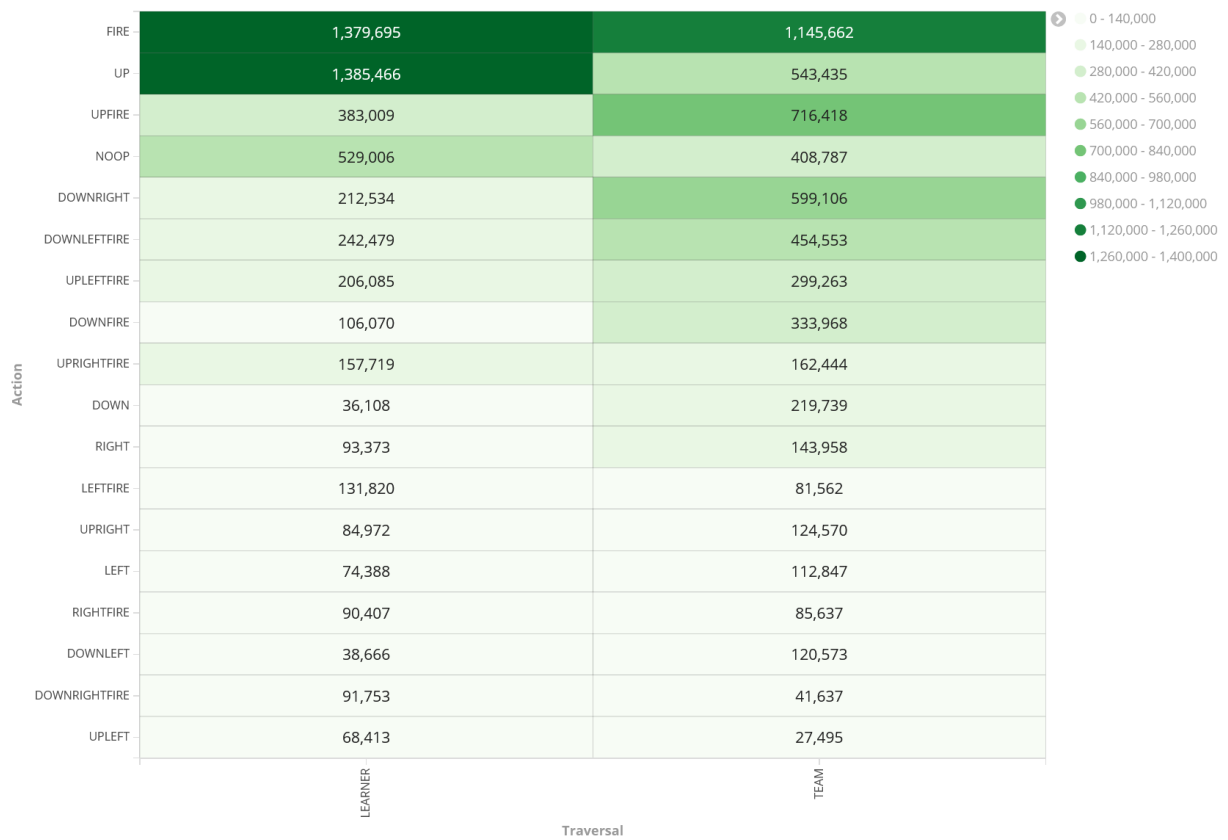 FIRE 1,379,695 1,145,662
UP 1,385,466 543,435
UPFIRE 383,009 716,418
NOOP 529,006 408,787
DOWNRIGHT 212,534 599,106
DOWNLEFTFIRE 242,479 454,553
UPLEFTFIRE 206,085 299,263
DOWNFIRE 106,070 333,968
UPRIGHTFIRE 157,719 162,444
DOWN 36,108 219,739
RIGHT 93,373 143,958
LEFTFIRE 131,820 81,562
UPRIGHT 84,972 124,570
LEFT 74,388 112,847
RIGHTFIRE 90,407 85,637
DOWNLEFT 38,666 120,573
DOWNRIGHTFIRE 91,753 41,637
UPLEFT 68,413 27,495
Action
LEARNER TEAM
Traversal
0 - 140,000
140,000 - 280,000
280,000 - 420,000
420,000 - 560,000
560,000 - 700,000
700,000 - 840,000
840,000 - 980,000
980,000 - 1,120,000
1,120,000 - 1,260,000
1,260,000 - 1,400,000